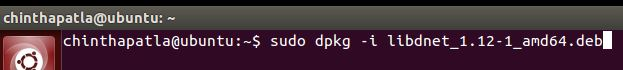 chinthapatla@ubuntu: ~
chinthapatla@ubuntu:~$ sudo dpkg -i libdnet_1.12-1_amd64.deb